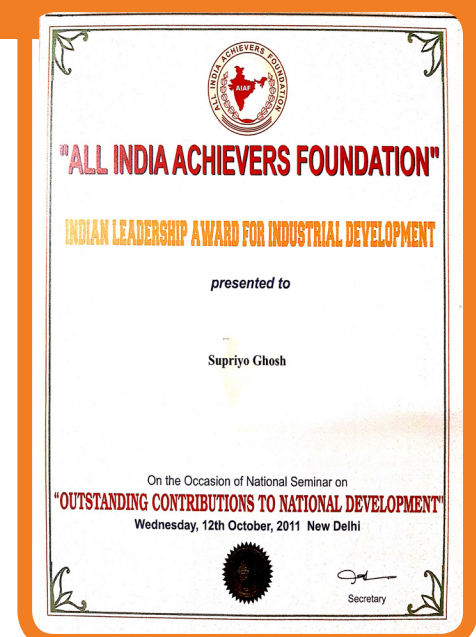 ALL INDIA ACHIEVERS FOUNDATION
AIAF
"ALL INDIA ACHIEVERS FOUNDATION"
INDIAN LEADERSHIP AWARD FOR INDUSTRIAL DEVELOPMENT
presented to
Supriyo Ghosh
On the Occasion of National Seminar on
"OUTSTANDING CONTRIBUTIONS TO NATIONAL DEVELOPMENT"
Wednesday, 12th October, 2011 New Delhi
Secretary